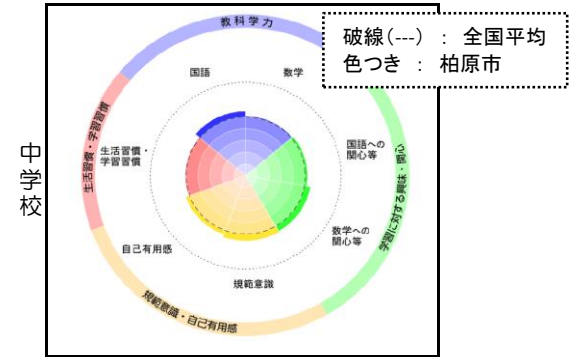 教科学力
破線(---) : 全国平均
色つき : 柏原市
国語
数学
生活習慣・学習習慣
生活習慣・
学習習慣
国語への
関心等
学習に対する興味・関心
中学校
数学への
関心等
自己有用感
規範意識
規範意識・自己有用感